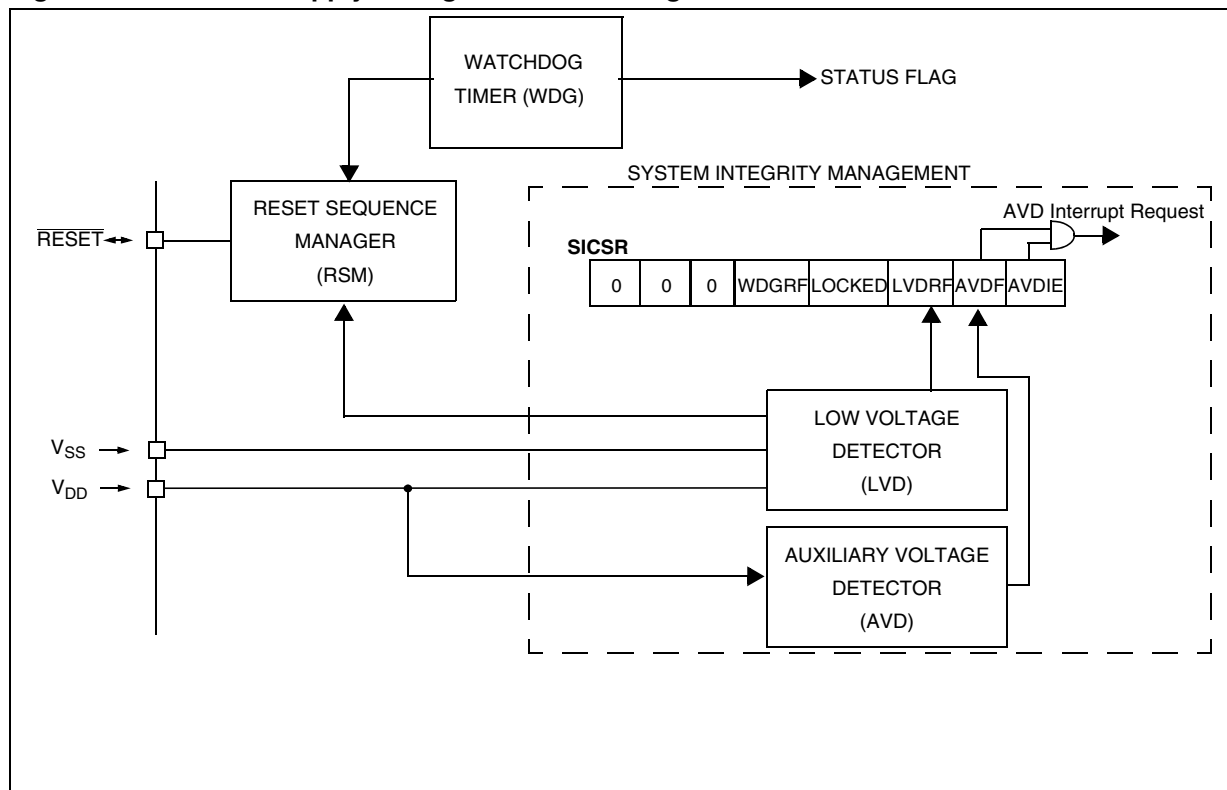 WATCHDOG
TIMER (WDG)
STATUS FLAG
SYSTEM INTEGRITY MANAGEMENT
RESET SEQUENCE
MANAGER
(RSM)
RESET
AVD Interrupt Request
SICSR
0 0 0 WDGRF LOCKED LVDRF AVDF AVDIE
LOW VOLTAGE
DETECTOR
(LVD)
VSS
VDD
AUXILIARY VOLTAGE
DETECTOR
(AVD)